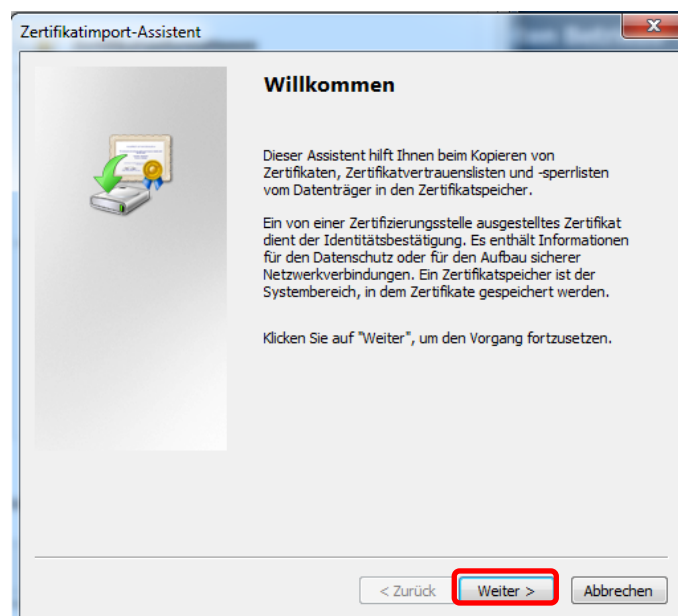 Zertifikatimport-Assistent
Willkommen
Dieser Assistent hilft Ihnen beim Kopieren von
Zertifikaten, Zertifikatvertrauenslisten und -sperrlisten
vom Datenträger in den Zertifikatspeicher.
Ein von einer Zertifizierungsstelle ausgestelltes Zertifikat
dient der Identitätsbestätigung. Es enthält Informationen
für den Datenschutz oder für den Aufbau sicherer
Netzwerkverbindungen. Ein Zertifikatspeicher ist der
Systembereich, in dem Zertifikate gespeichert werden.
Klicken Sie auf "Weiter", um den Vorgang fortzusetzen.
< Zurück Weiter > Abbrechen